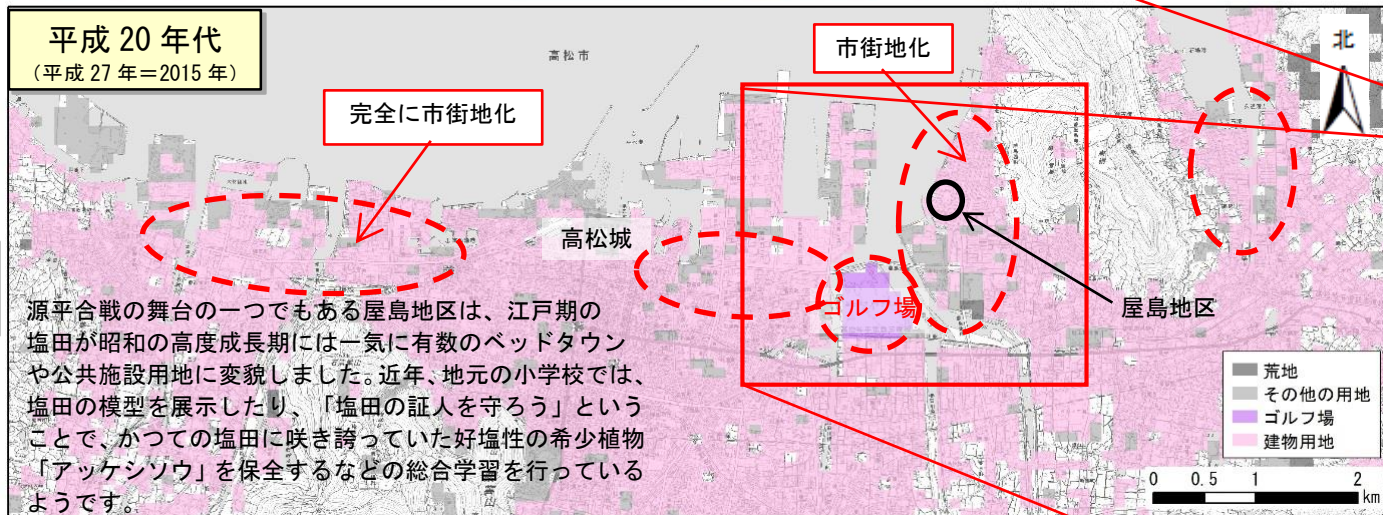 平成 20 年代
（平成 27 年＝2015 年）
高松市
市街地化
北
完全に市街地化
高松城
ゴルフ場
屋島地区
源平合戦の舞台の一つでもある屋島地区は、江戸期の
塩田が昭和の高度成長期には一気に有数のベッドタウン
や公共施設用地に変貌しました。近年、地元の小学校では、
塩田の模型を展示したり、「塩田の証人を守ろう」という
ことで、かつての塩田に咲き誇っていた好塩性の希少植物
「アッケシソウ」を保全するなどの総合学習を行っている
ようです。
荒地
その他の用地
ゴルフ場
建物用地
0 0.5 1 2
km